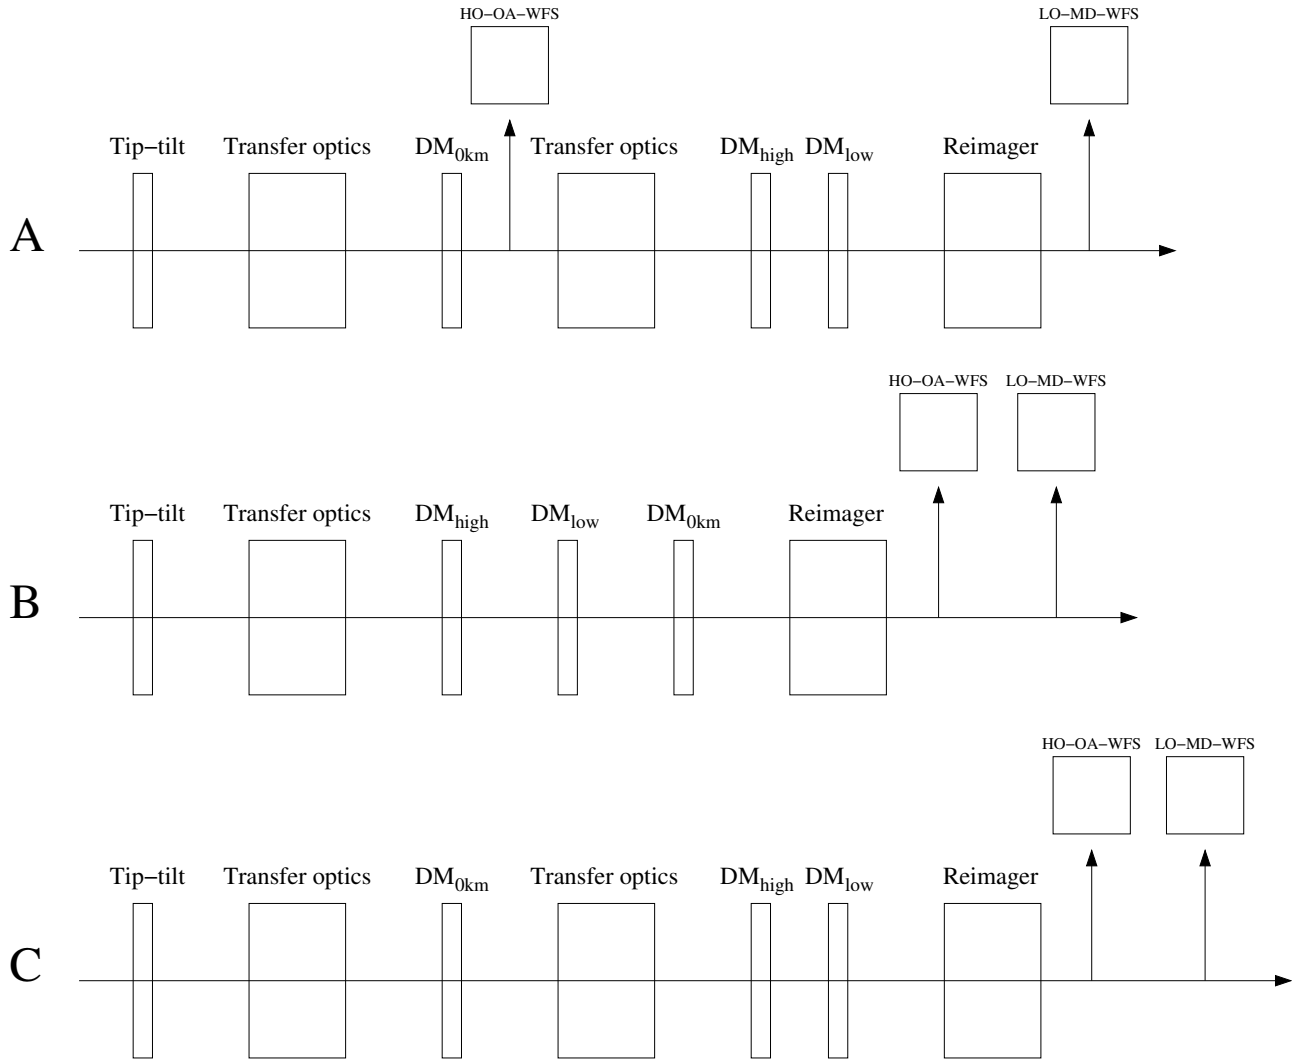 HO−OA−WFS LO−MD−WFS
Tip−tilt Transfer optics DM0km Transfer optics DMhigh DMlow Reimager
A
HO−OA−WFS LO−MD−WFS
Tip−tilt Transfer optics DMhigh DMlow DM0km Reimager
B
HO−OA−WFS LO−MD−WFS
Tip−tilt Transfer optics DM0km Transfer optics DMhigh DMlow Reimager
C